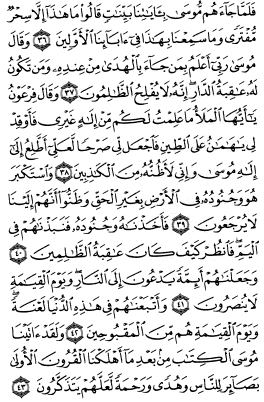 فَلَمَّا جَآءَهُم مُّوسَىٰ بِـَٔايَٰتِنَا بَيِّنَٰتٍ قَالُوا۟ مَا هَٰذَآ إِلَّا سِحْرٌ
مُّفْتَرًى وَمَا سَمِعْنَا بِهَٰذَا فِىٓ ءَابَآئِنَا ٱلْأَوَّلِينَ ٣٦ وَقَالَ
مُوسَىٰ رَبِّىٓ أَعْلَمُ بِمَن جَآءَ بِٱلْهُدَىٰ مِنْ عِندِهِۦ وَمَن تَكُونُ
لَهُۥ عَٰقِبَةُ ٱلدَّارِ ۖ إِنَّهُۥ لَا يُفْلِحُ ٱلظَّٰلِمُونَ ٣٧ وَقَالَ فِرْعَوْنُ
يَٰٓأَيُّهَا ٱلْمَلَأُ مَا عَلِمْتُ لَكُم مِّنْ إِلَٰهٍ غَيْرِى فَأَوْقِدْ
لِى يَٰهَٰمَٰنُ عَلَى ٱلطِّينِ فَٱجْعَل لِّى صَرْحًا لَّعَلِّىٓ أَطَّلِعُ إِلَىٰٓ
إِلَٰهِ مُوسَىٰ وَإِنِّى لَأَظُنُّهُۥ مِنَ ٱلْكَٰذِبِينَ ٣٨ وَٱسْتَكْبَرَ
هُوَ وَجُنُودُهُۥ فِى ٱلْأَرْضِ بِغَيْرِ ٱلْحَقِّ وَظَنُّوٓا۟ أَنَّهُمْ إِلَيْنَا
لَا يُرْجَعُونَ ٣٩ فَأَخَذْنَٰهُ وَجُنُودَهُۥ فَنَبَذْنَٰهُمْ فِى
ٱلْيَمِّ ۖ فَٱنظُرْ كَيْفَ كَانَ عَٰقِبَةُ ٱلظَّٰلِمِينَ ٤٠
وَجَعَلْنَٰهُمْ أَئِمَّةً يَدْعُونَ إِلَى ٱلنَّارِ ۖ وَيَوْمَ ٱلْقِيَٰمَةِ
لَا يُنصَرُونَ ٤١ وَأَتْبَعْنَٰهُمْ فِى هَٰذِهِ ٱلدُّنْيَا لَعْنَةً ۖ
وَيَوْمَ ٱلْقِيَٰمَةِ هُم مِّنَ ٱلْمَقْبُوحِينَ ٤٢ وَلَقَدْ ءَاتَيْنَا
مُوسَى ٱلْكِتَٰبَ مِنۢ بَعْدِ مَآ أَهْلَكْنَا ٱلْقُرُونَ ٱلْأُولَىٰ
بَصَآئِرَ لِلنَّاسِ وَهُدًى وَرَحْمَةً لَّعَلَّهُمْ يَتَذَكَّرُونَ ٤٣